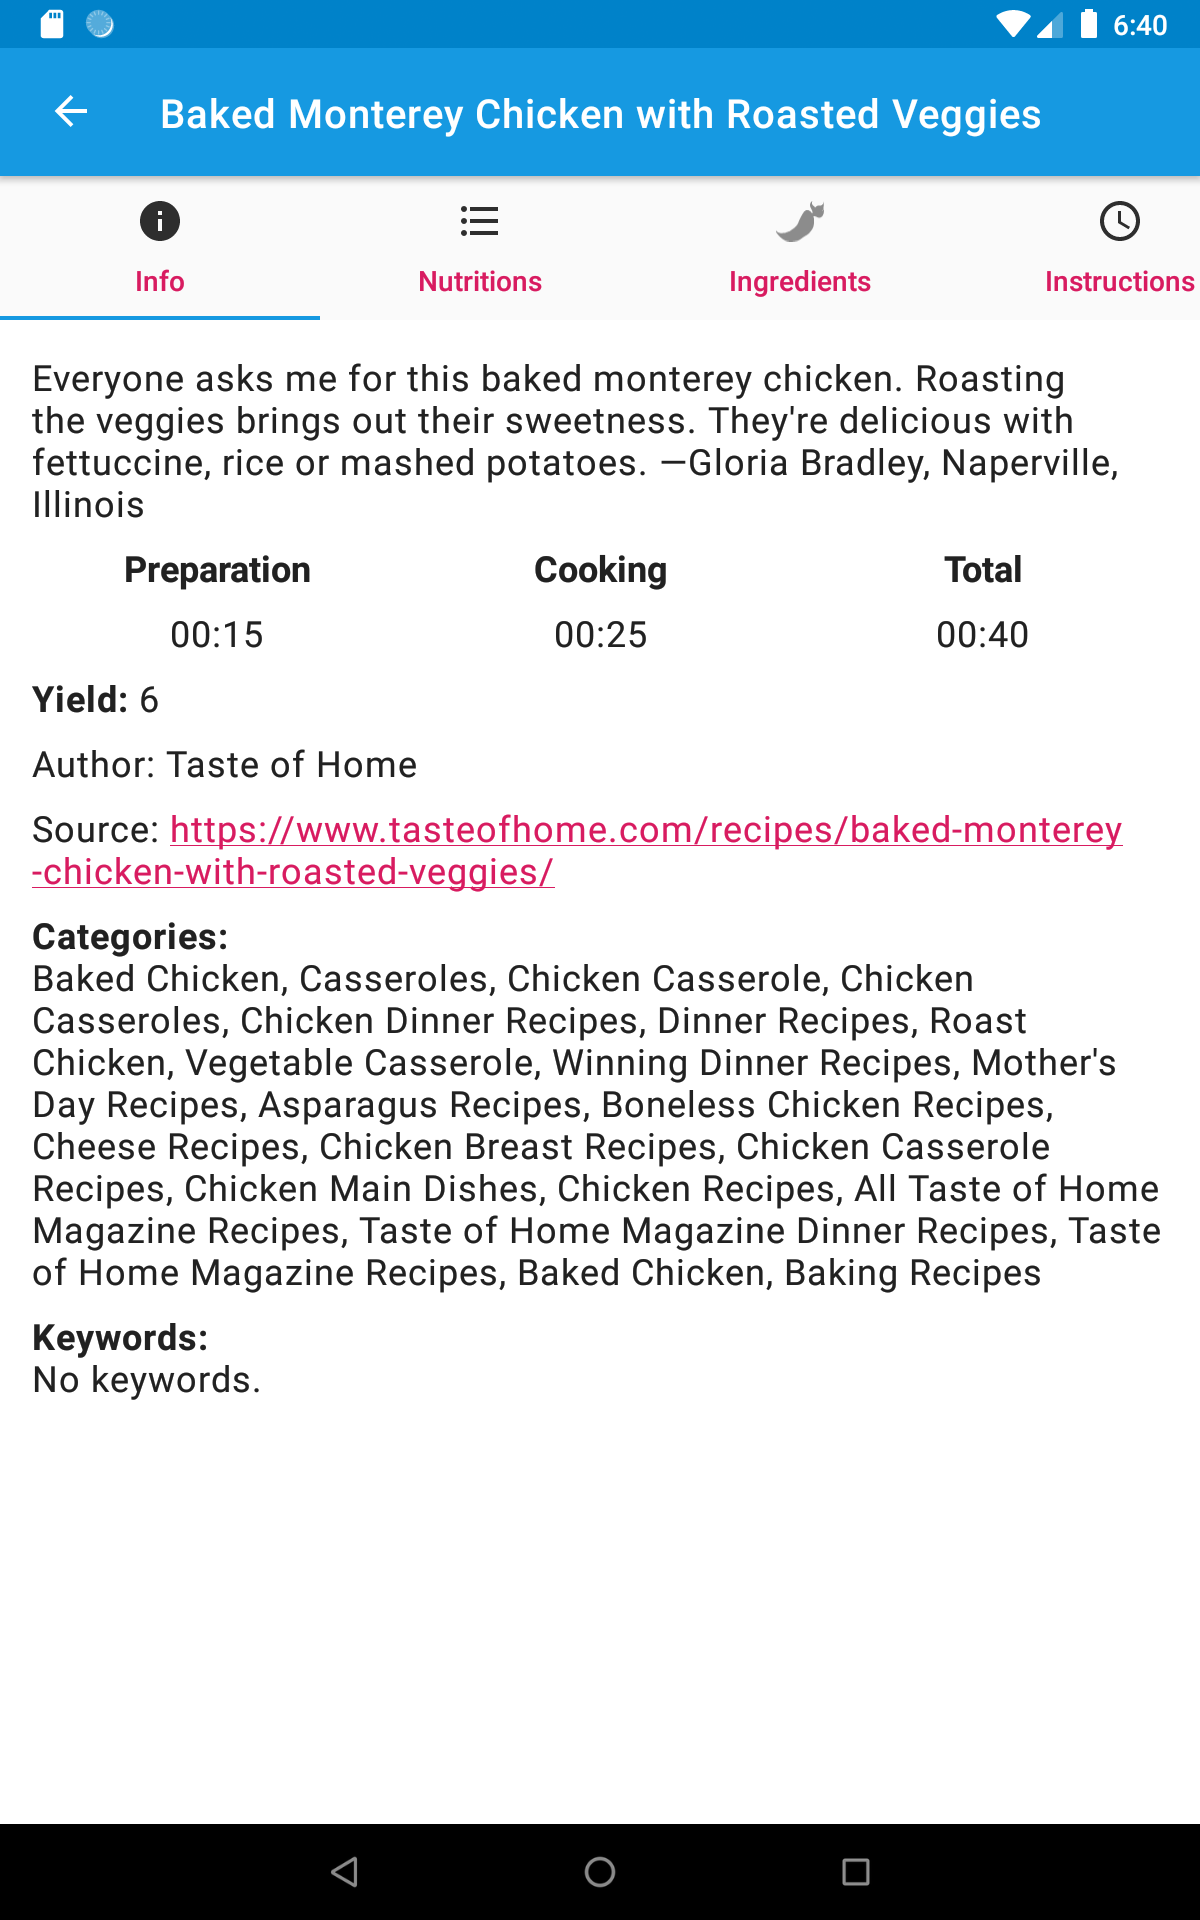 6:40
Baked Monterey Chicken with Roasted Veggies
Info
Nutritions
Ingredients
Instructions
Everyone asks me for this baked monterey chicken. Roasting
the veggies brings out their sweetness. They're delicious with
fettuccine, rice or mashed potatoes. —Gloria Bradley, Naperville,
Illinois
Preparation Cooking Total
00:15 00:25 00:40
Yield: 6
Author: Taste of Home
Source: https://www.tasteofhome.com/recipes/baked-monterey
-chicken-with-roasted-veggies/
Categories:
Baked Chicken, Casseroles, Chicken Casserole, Chicken
Casseroles, Chicken Dinner Recipes, Dinner Recipes, Roast
Chicken, Vegetable Casserole, Winning Dinner Recipes, Mother's
Day Recipes, Asparagus Recipes, Boneless Chicken Recipes,
Cheese Recipes, Chicken Breast Recipes, Chicken Casserole
Recipes, Chicken Main Dishes, Chicken Recipes, All Taste of Home
Magazine Recipes, Taste of Home Magazine Dinner Recipes, Taste
of Home Magazine Recipes, Baked Chicken, Baking Recipes
Keywords:
No keywords.